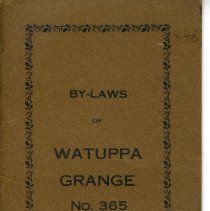 BY-LAWS
OF
WATUPPA
GRANGE
No. 365